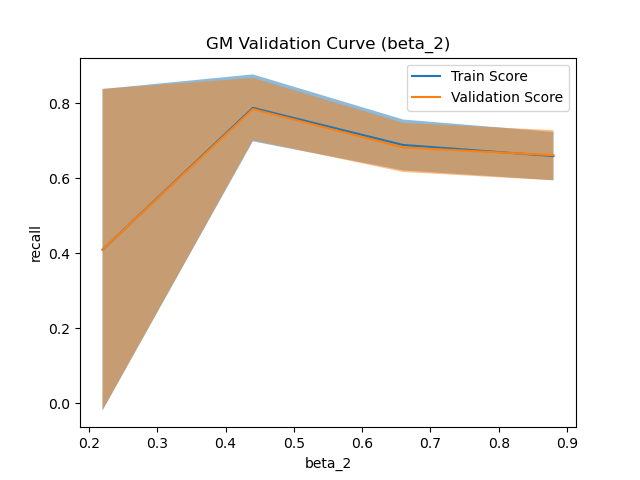 GM Validation Curve (beta_2)
Train Score
Validation Score
recall
0.8
0.6
0.4
0.2
0.0
0.2 0.3 0.4 0.5 0.6 0.7 0.8 0.9
beta_2